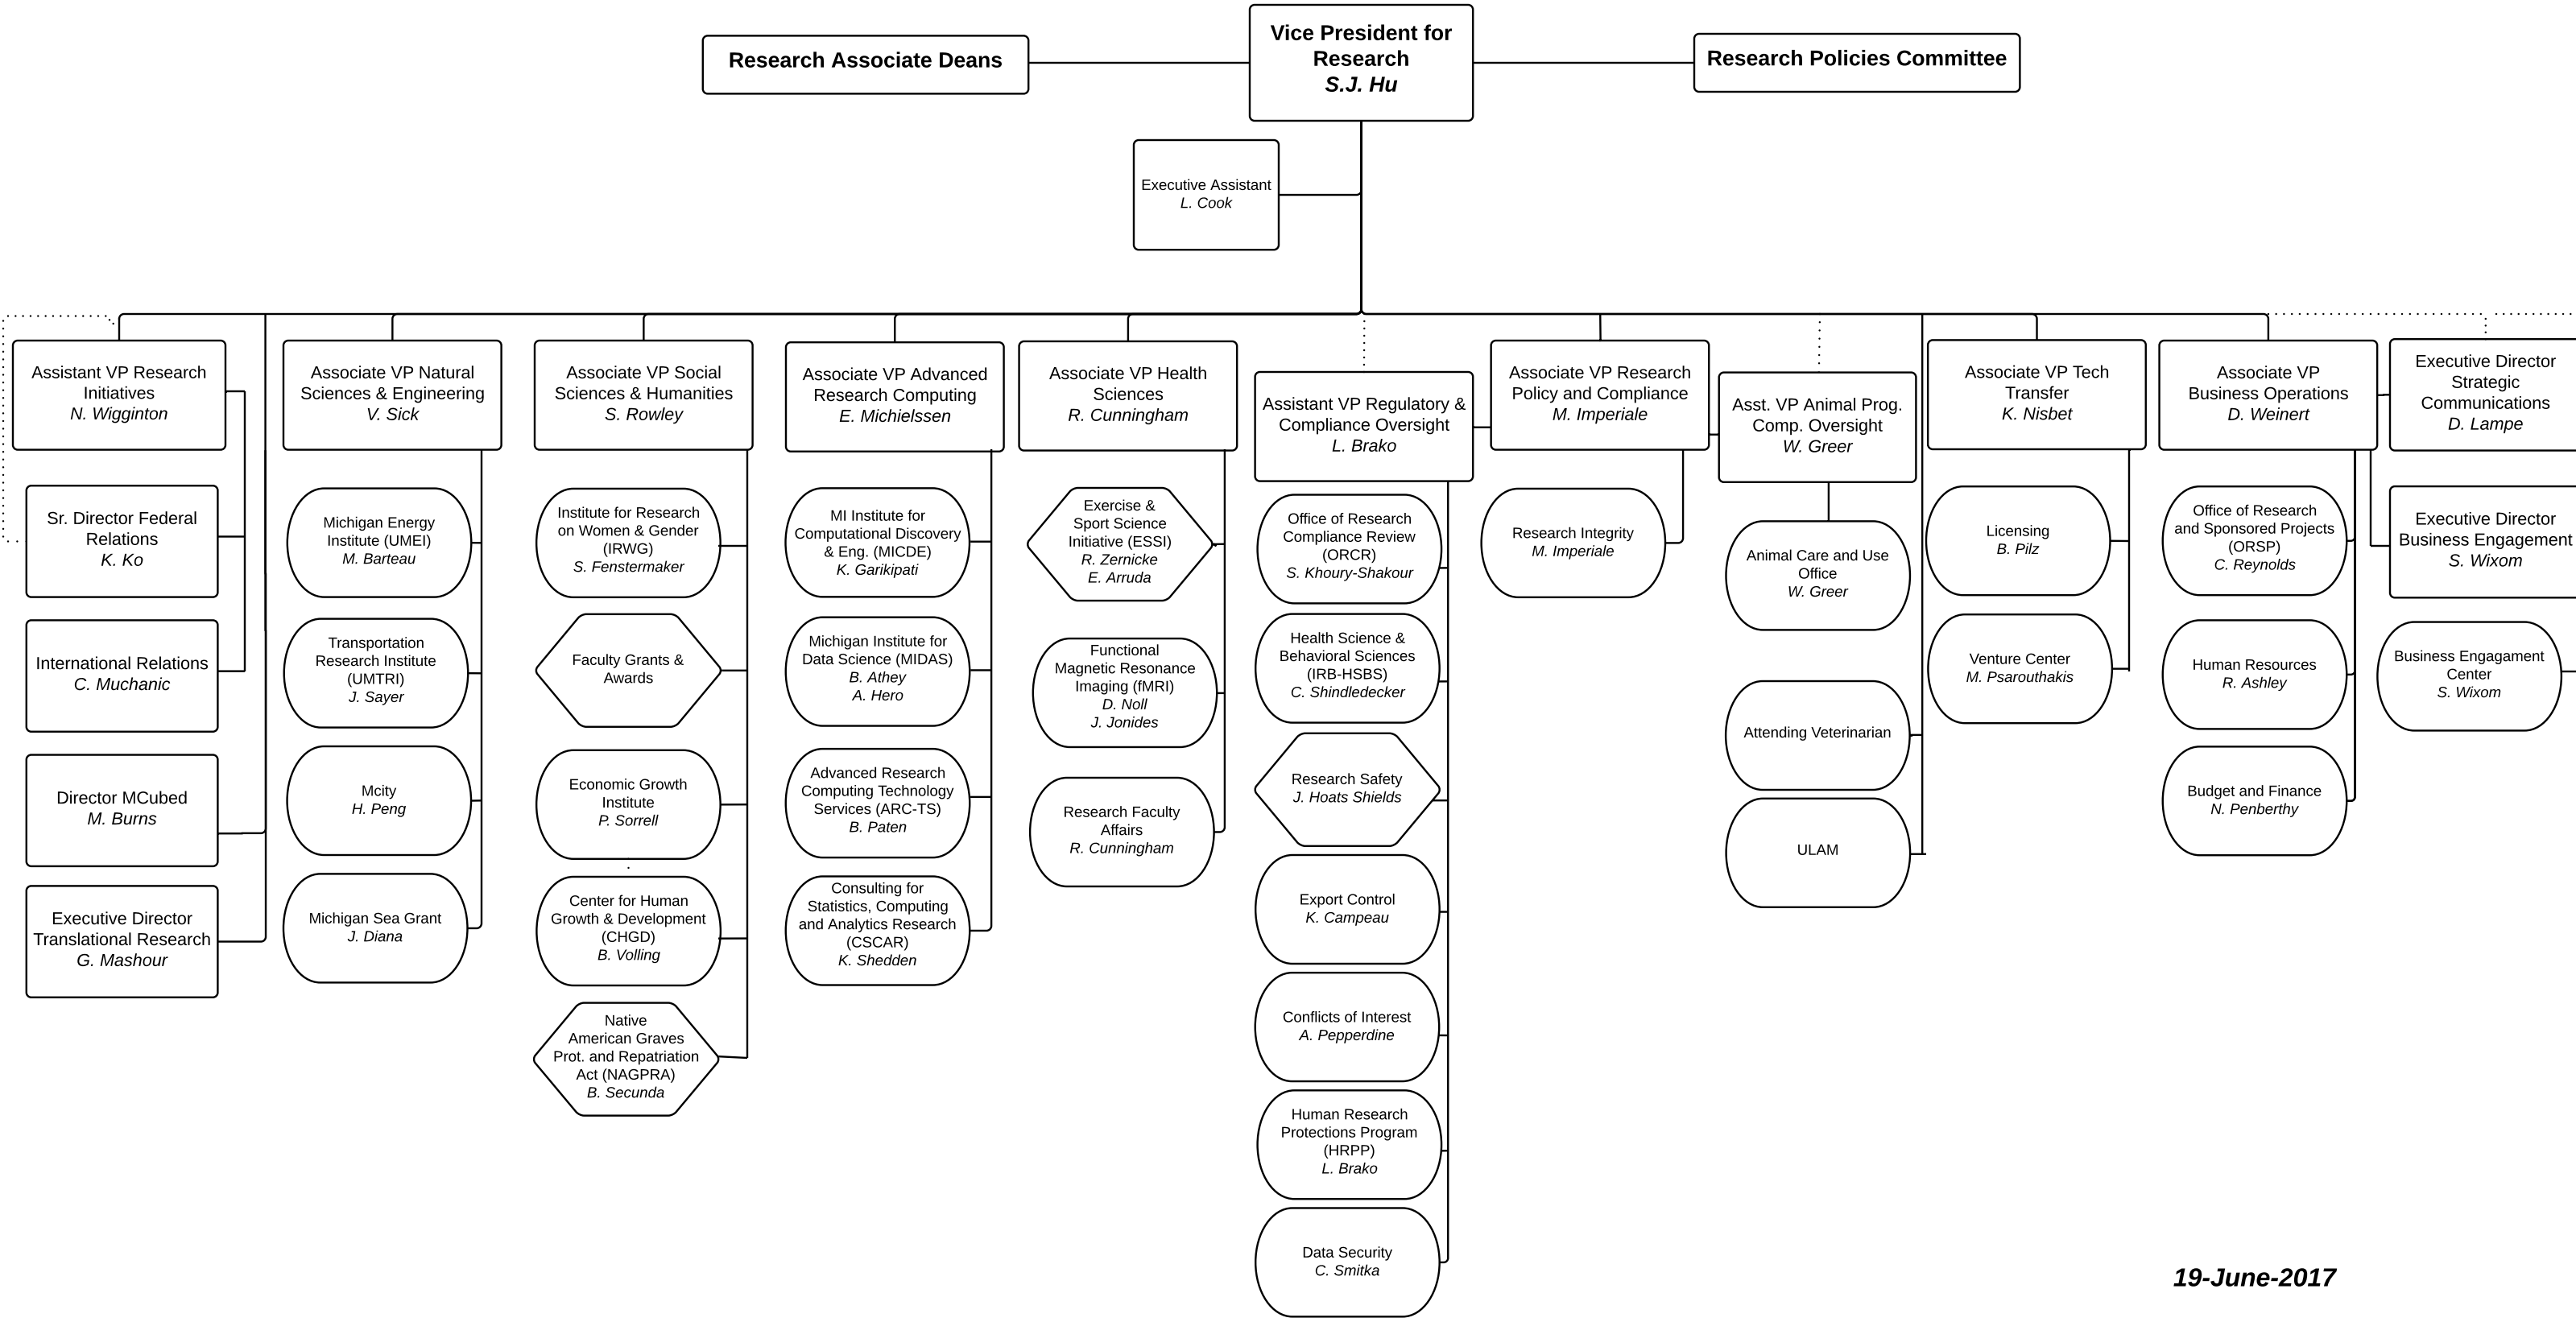 Research Associate Deans
Vice President for
Research
S.J. Hu
Research Policies Committee
Executive Assistant
L. Cook
Assistant VP Research
Initiatives
N. Wigginton
Sr. Director Federal
Relations
K. Ko
International Relations
C. Muchanic
Director MCubed
M. Burns
Executive Director
Translational Research
G. Mashour
Associate VP Natural
Sciences & Engineering
V. Sick
Michigan Energy
Institute (UMEI)
M. Barteau
Transportation
Research Institute
(UMTRI)
J. Sayer
Mcity
H. Peng
Michigan Sea Grant
J. Diana
Associate VP Social
Sciences & Humanities
S. Rowley
Institute for Research
on Women & Gender
(IRWG)
S. Fenstermaker
Faculty Grants &
Awards
Economic Growth
Institute
P. Sorrell
Center for Human
Growth & Development
(CHGD)
B. Volling
Native
American Graves
Prot. and Repatriation
Act (NAGPRA)
B. Secunda
Associate VP Advanced
Research Computing
E. Michielssen
MI Institute for
Computational Discovery
& Eng. (MICDE)
K. Garikipati
Michigan Institute for
Data Science (MIDAS)
B. Athey
A. Hero
Advanced Research
Computing Technology
Services (ARC-TS)
B. Paten
Consulting for
Statistics, Computing
and Analytics Research
(CSCAR)
K. Shedden
Associate VP Health
Sciences
R. Cunningham
Exercise &
Sport Science
Initiative (ESSI)
R. Zernicke
E. Arruda
Functional
Magnetic Resonance
Imaging (fMRI)
D. Noll
J. Jonides
Research Faculty
Affairs
R. Cunningham
Assistant VP Regulatory &
Compliance Oversight
L. Brako
Office of Research
Compliance Review
(ORCR)
S. Khoury-Shakour
Health Science &
Behavioral Sciences
(IRB-HSBS)
C. Shindledecker
Research Safety
J. Hoats Shields
Export Control
K. Campeau
Conflicts of Interest
A. Pepperdine
Human Research
Protections Program
(HRPP)
L. Brako
Data Security
C. Smitka
Associate VP Research
Policy and Compliance
M. Imperiale
Research Integrity
M. Imperiale
Asst. VP Animal Prog.
Comp. Oversight
W. Greer
Animal Care and Use
Office
W. Greer
Attending Veterinarian
ULAM
Associate VP Tech
Transfer
K. Nisbet
Licensing
B. Pilz
Venture Center
M. Psarouthakis
Associate VP
Business Operations
D. Weinert
Office of Research
and Sponsored Projects
(ORSP)
C. Reynolds
Human Resources
R. Ashley
Budget and Finance
N. Penberthy
Executive Director
Strategic
Communications
D. Lampe
Executive Director
Business Engagement
S. Wixom
Business Engagament
Center
S. Wixom
19-June-2017